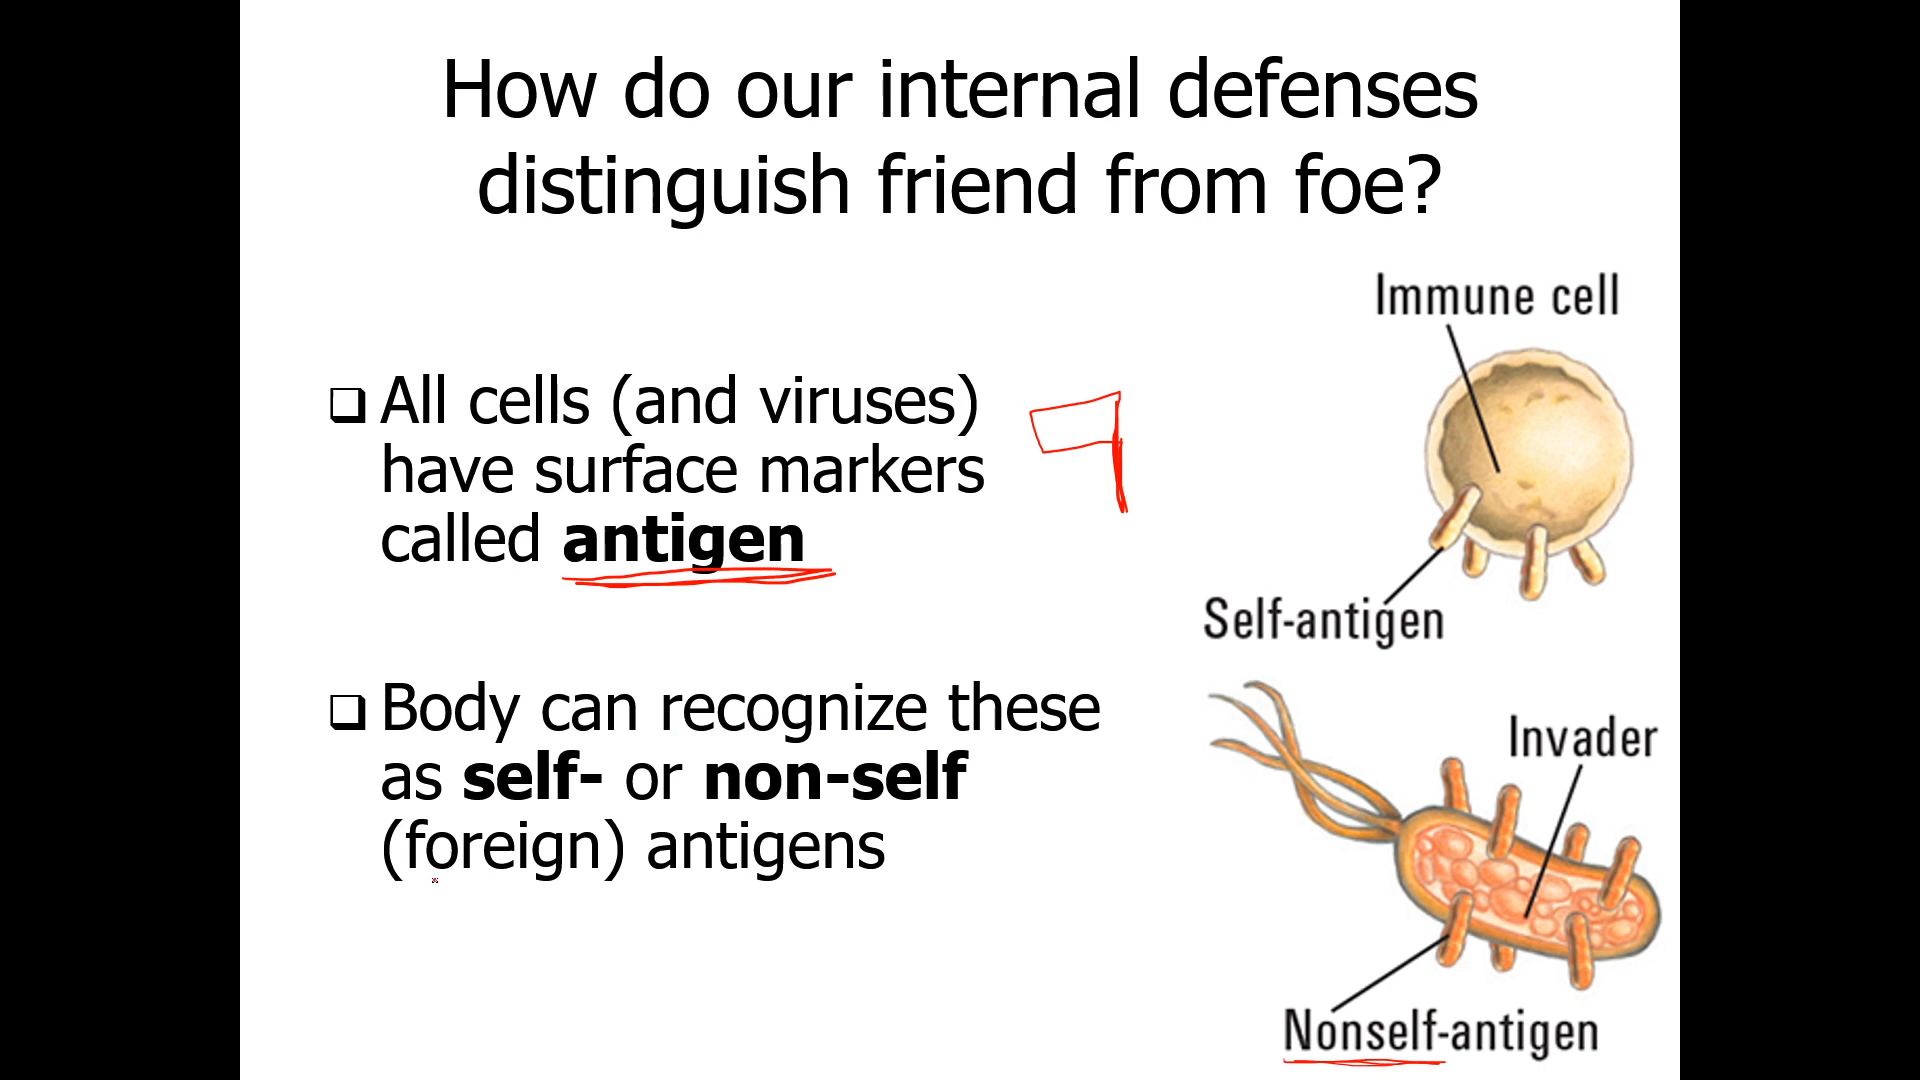 How do our internal defenses
distinguish friend from foe?
All cells (and viruses)
have surface markers
called antigen
Body can recognize these
as self- or non-self
(foreign) antigens
Immune cell
Self-antigen
Invader
Nonself-antigen